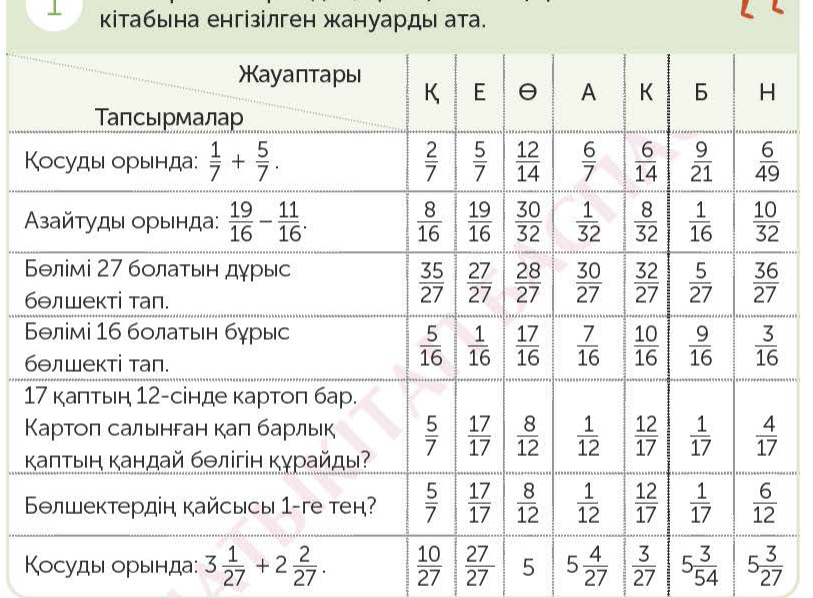 1
кітабына енгізілген жануарды ата.
Жауаптары
Тапсырмалар
Қ Е Ө А К Б Н
Қосуды орында: 1/7 + 5/7. 2/7 5/7 12/14 6/7 6/14 9/21 6/49
Азайтуды орында: 19/16 − 11/16. 8/16 19/16 30/32 1/32 8/32 1/16 10/32
Бөлімі 27 болатын дұрыс
бөлшекті тап. 35/27 27/27 28/27 30/27 32/27 5/27 36/27
Бөлімі 16 болатын бұрыс
бөлшекті тап. 5/16 1/16 17/16 7/16 10/16 9/16 3/16
17 қаптың 12-сінде картоп бар.
Картоп салынған қап барлық
қаптың қандай бөлігін құрайды? 5/7 17/17 8/12 1/12 12/17 1/17 4/17
Бөлшектердің қайсысы 1-ге тең? 5/7 17/17 8/12 1/12 12/17 1/17 6/12
Қосуды орында: 3 1/27 + 2 2/27. 10/27 27/27 5 5 4/27 3/27 5 3/54 5 3/27